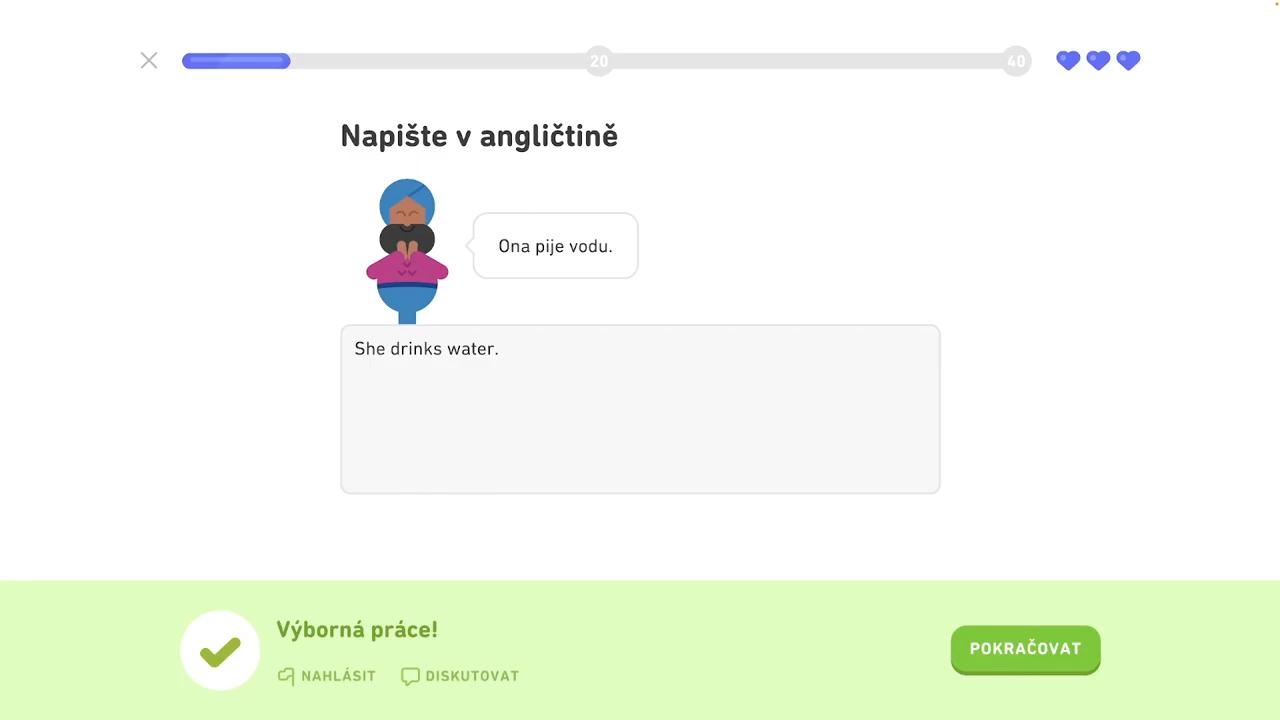 20
40
Napište v angličtině
Ona pije vodu.
She drinks water.
Výborná práce!
NAHLÁSIT
DISKUTOVAT
POKRAČOVAT